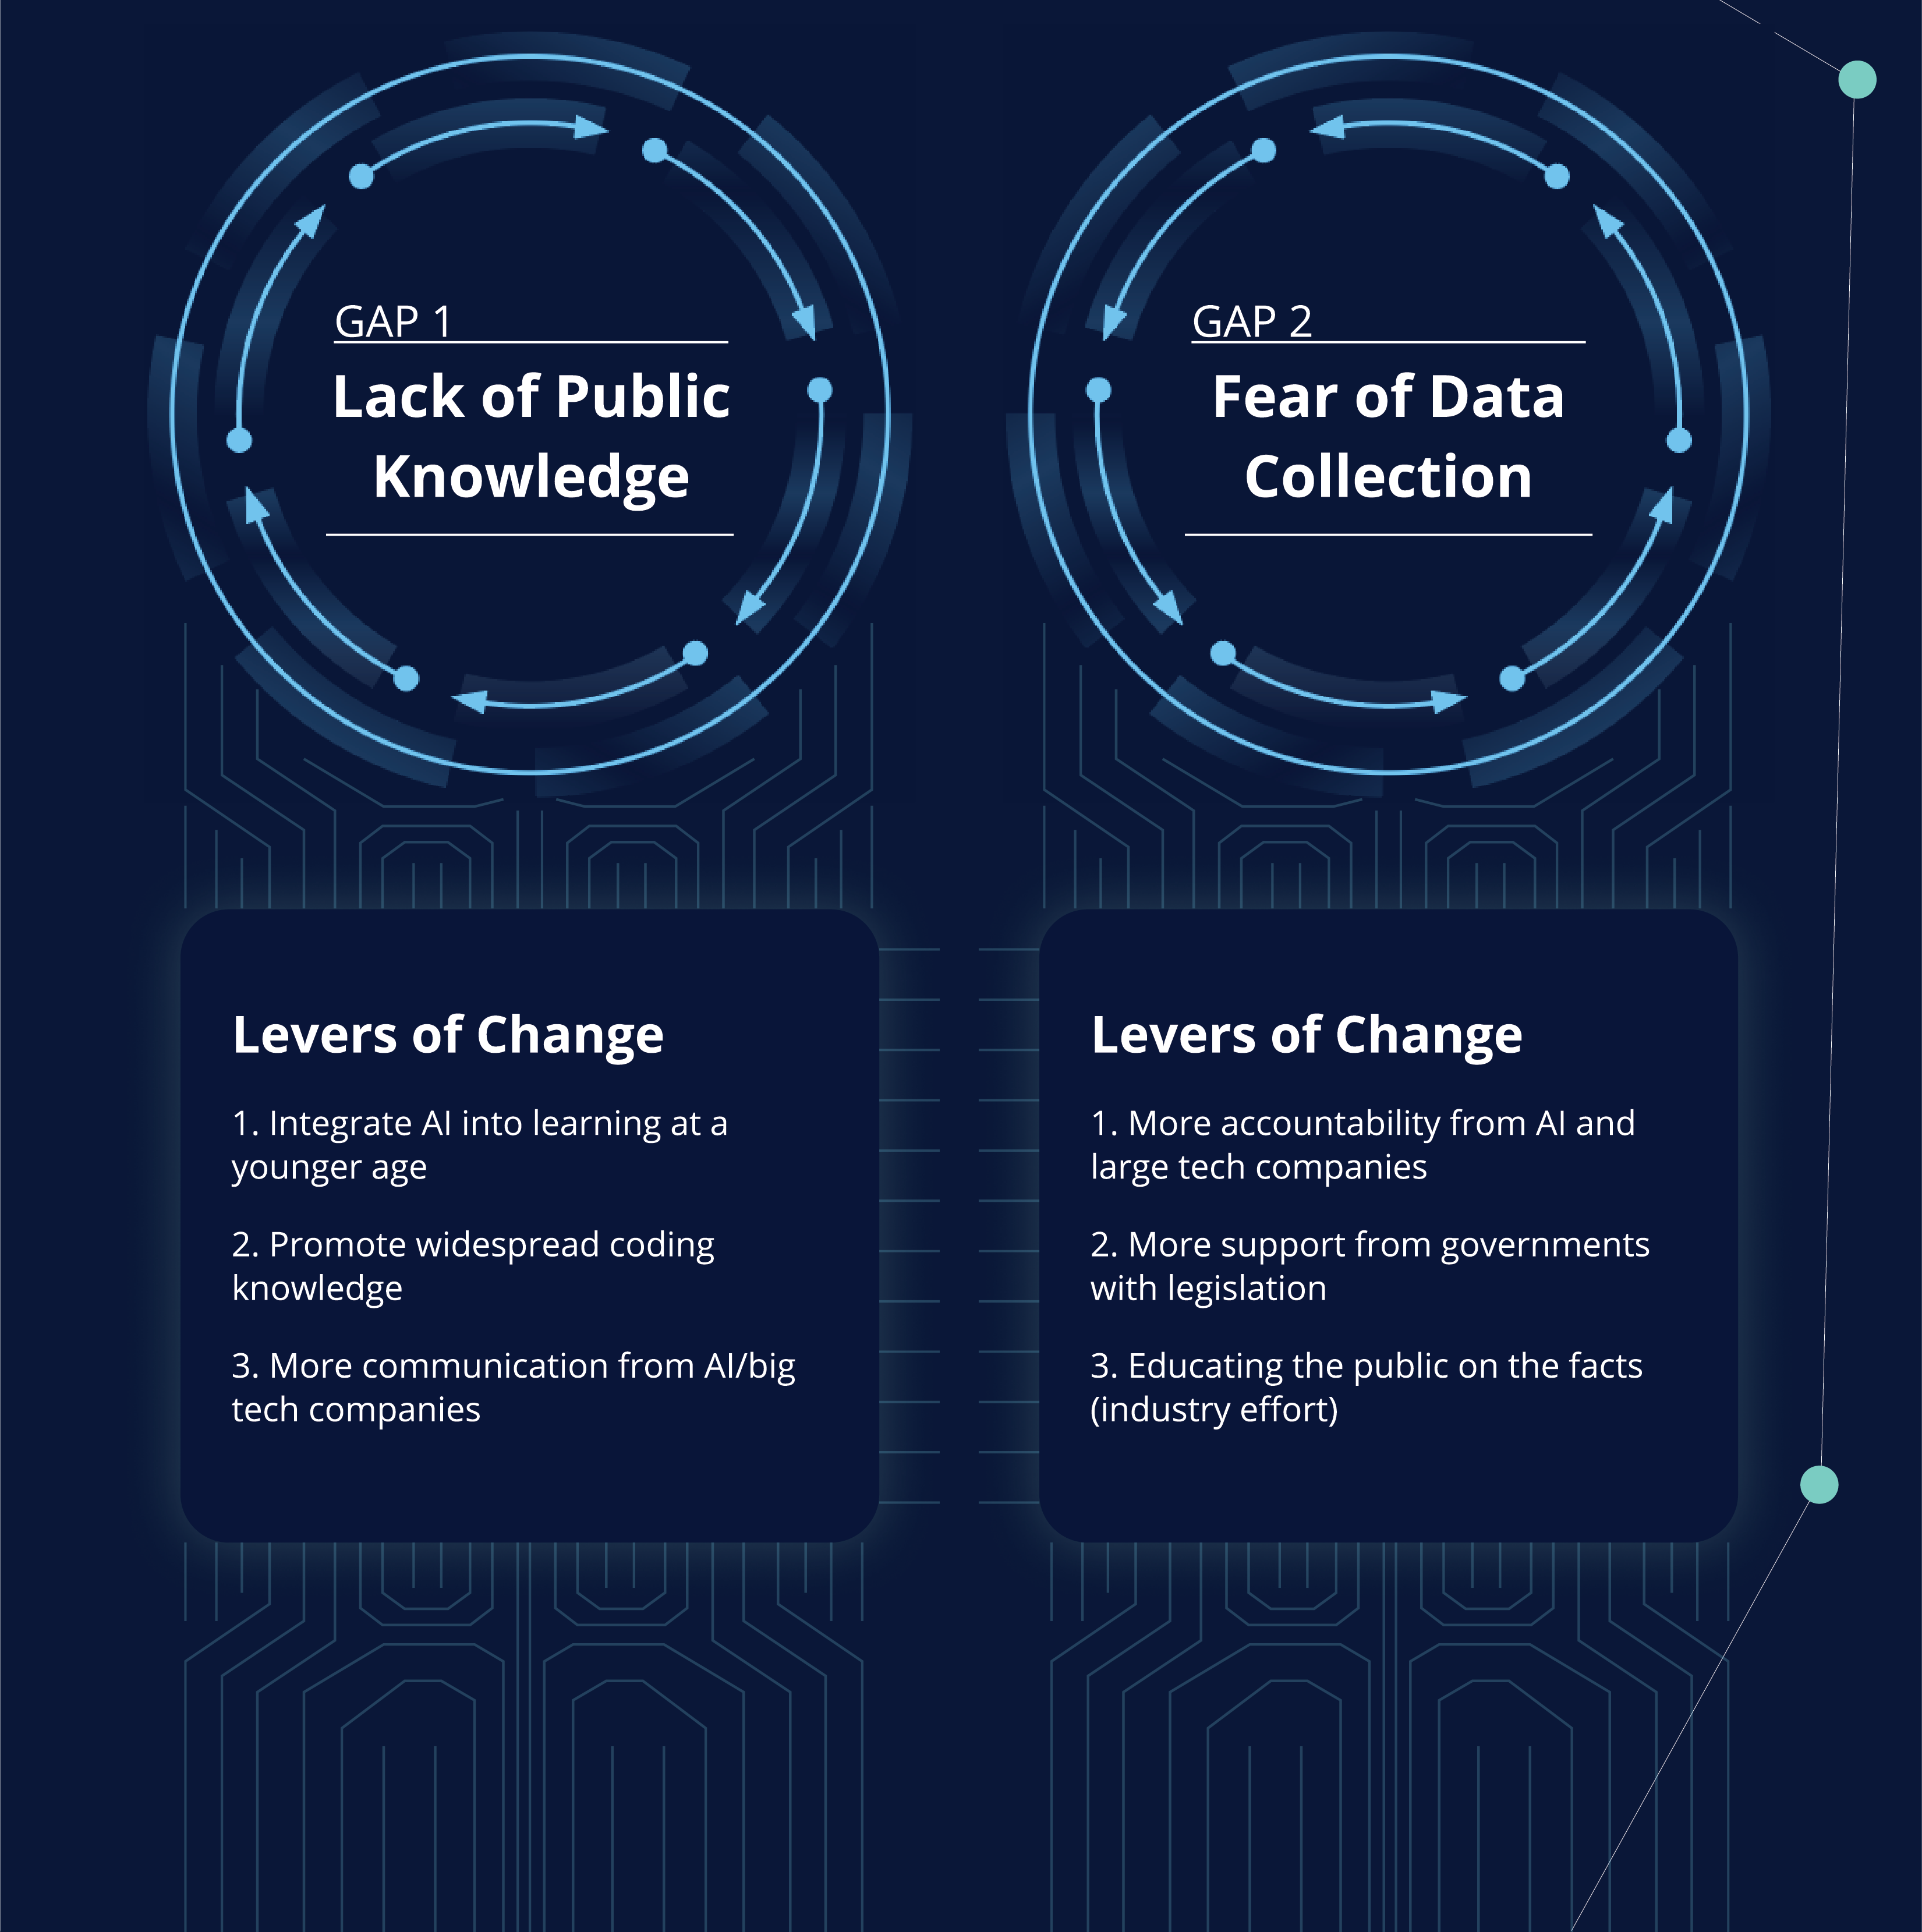 GAP 1
Lack of Public
Knowledge
Levers of Change
1. Integrate AI into learning at a
younger age
2. Promote widespread coding
knowledge
3. More communication from AI/big
tech companies
GAP 2
Fear of Data
Collection
Levers of Change
1. More accountability from AI and
large tech companies
2. More support from governments
with legislation
3. Educating the public on the facts
(industry effort)